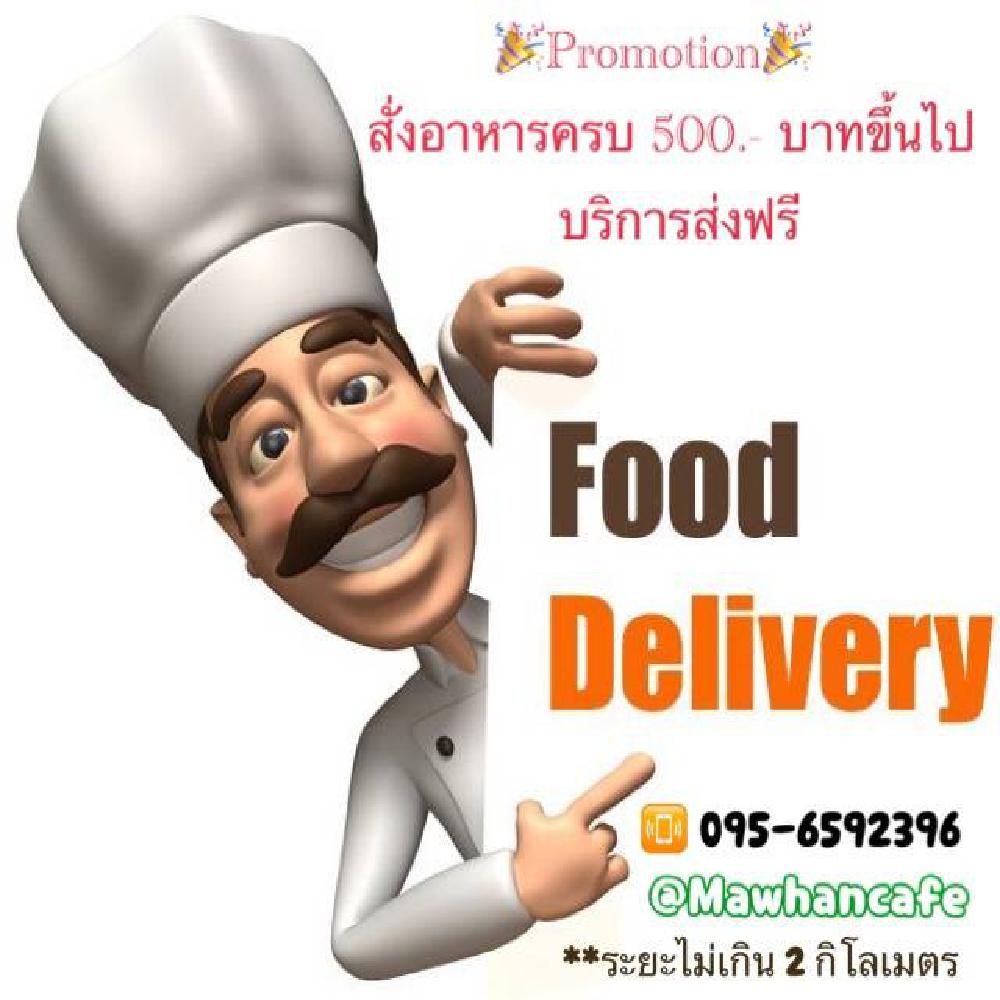 🎉Promotion🎉
สั่งอาหารครบ 500.- บาทขึ้นไป
บริการส่งฟรี
Food
Delivery
095-6592396
@Mawhancafe
**ระยะไม่เกิน 2 กิโลเมตร